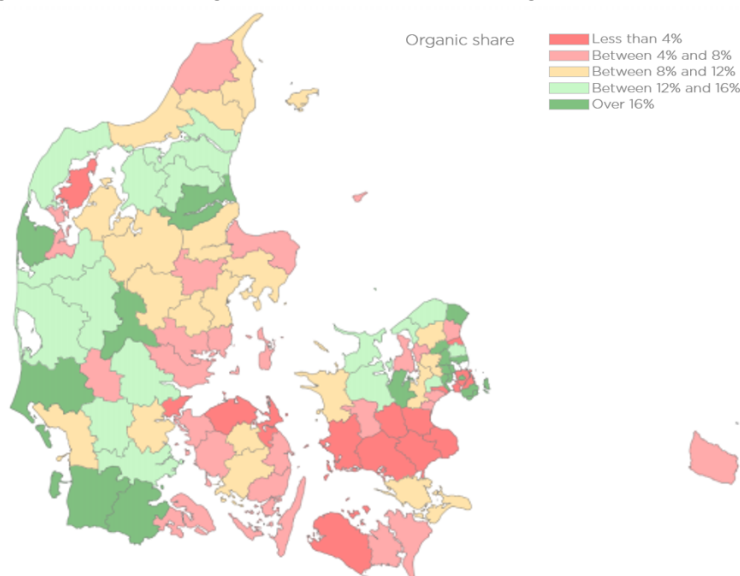 Organic share
Less than 4%
Between 4% and 8%
Between 8% and 12%
Between 12% and 16%
Over 16%